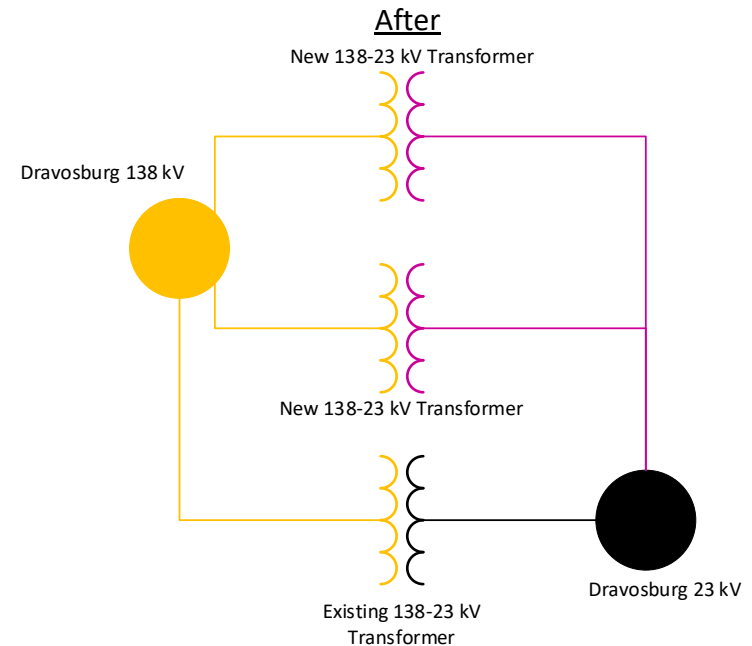 After
New 138-23 kV Transformer
Dravosburg 138 kV
New 138-23 kV Transformer
Dravosburg 23 kV
Existing 138-23 kV
Transformer